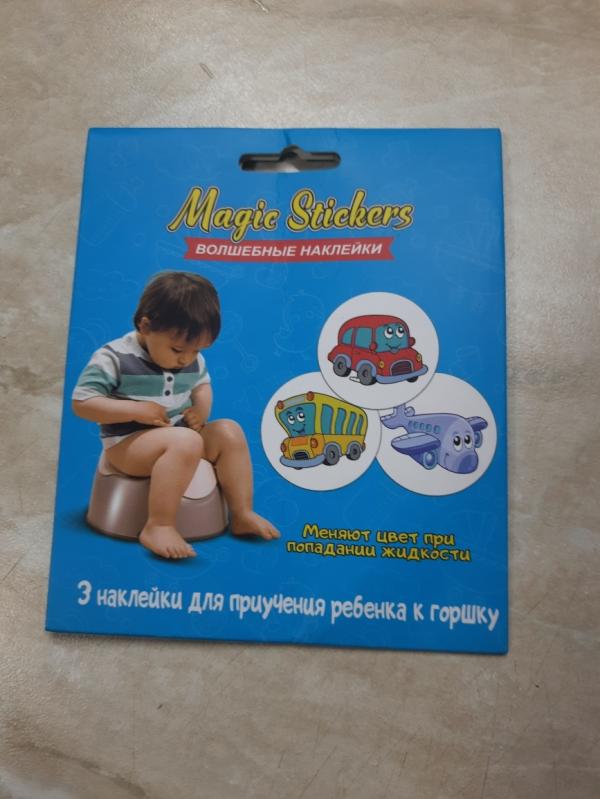 Magic Stickers
ВОЛШЕБНЫЕ НАКЛЕЙКИ
Меняют цвет при
попадании жидкости
3 наклейки для приучения ребенка к горшку